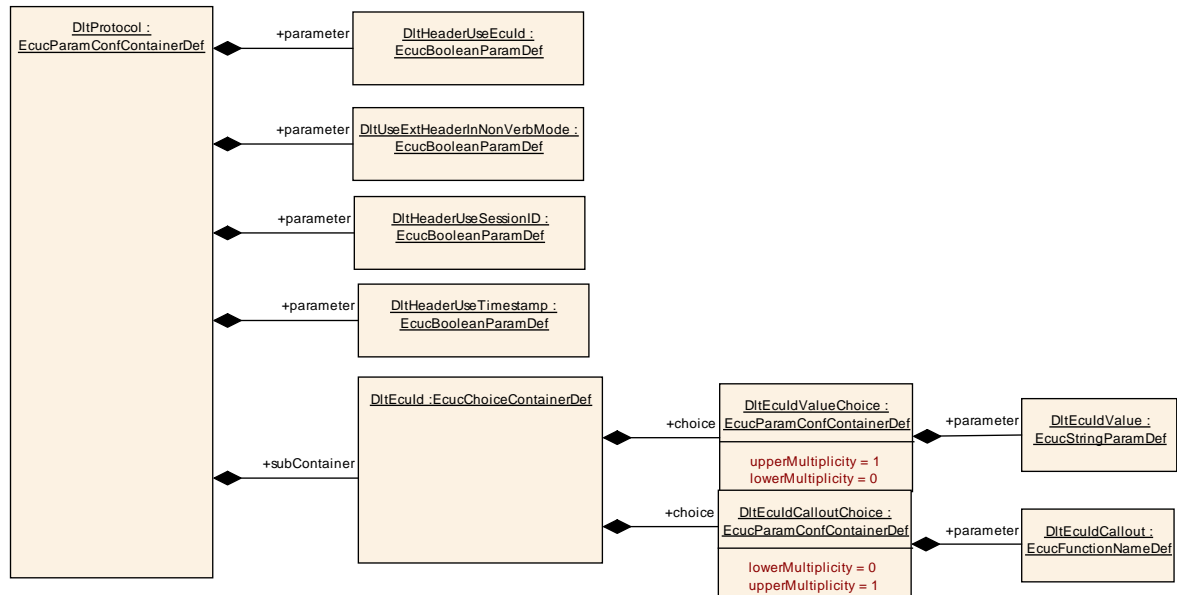 DltProtocol :
EcucParamConfContainerDef
+parameter
DltHeaderUseEcuId :
EcucBooleanParamDef
+parameter
DltUseExtHeaderInNonVerbMode :
EcucBooleanParamDef
+parameter
DltHeaderUseSessionID :
EcucBooleanParamDef
+parameter
DltHeaderUseTimestamp :
EcucBooleanParamDef
+subContainer
DltEcuId :EcucChoiceContainerDef
+choice
DltEcuIdValueChoice :
EcucParamConfContainerDef
upperMultiplicity = 1
lowerMultiplicity = 0
+parameter
DltEcuIdValue :
EcucStringParamDef
+choice
DltEcuIdCalloutChoice :
EcucParamConfContainerDef
lowerMultiplicity = 0
upperMultiplicity = 1
+parameter
DltEcuIdCallout :
EcucFunctionNameDef